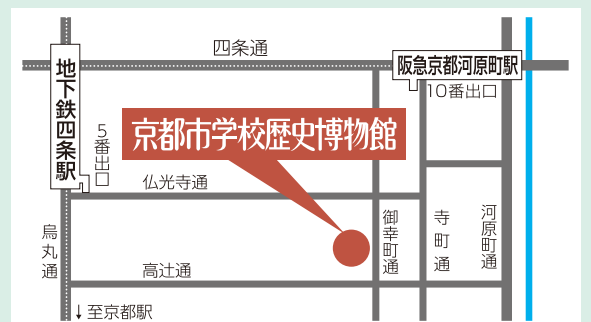 四条通
阪急京都河原町駅
10番出口
地下鉄四条駅
5番出口
京都市学校歴史博物館
仏光寺通
御幸町通
寺町通
河原町通
烏丸通
高辻通
↓至京都駅